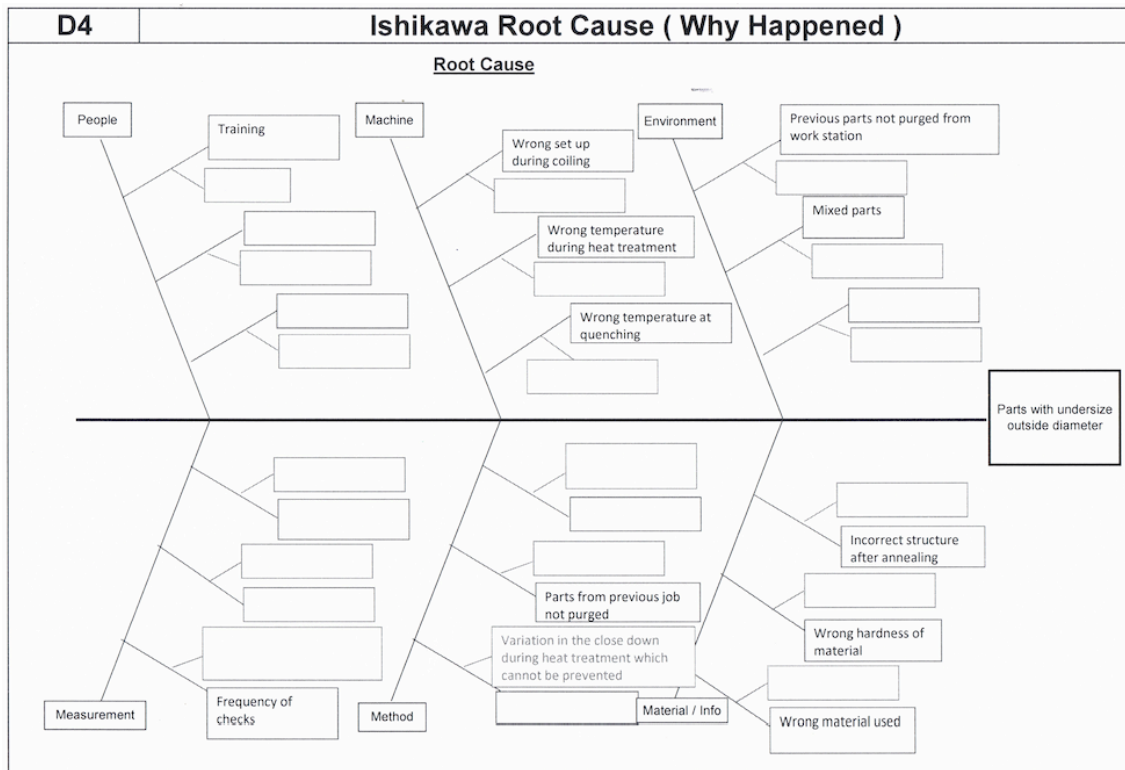 D4
Ishikawa Root Cause ( Why Happened )
Root Cause
People
Training
Machine
Wrong set up
during coiling
Wrong temperature
during heat treatment
Wrong temperature at
quenching
Environment
Previous parts not purged from
work station
Mixed parts
Parts with undersize
outside diameter
Measurement
Frequency of
checks
Method
Parts from previous job
not purged
Variation in the close down
during heat treatment which
cannot be prevented
Material / Info
Incorrect structure
after annealing
Wrong hardness of
material
Wrong material used